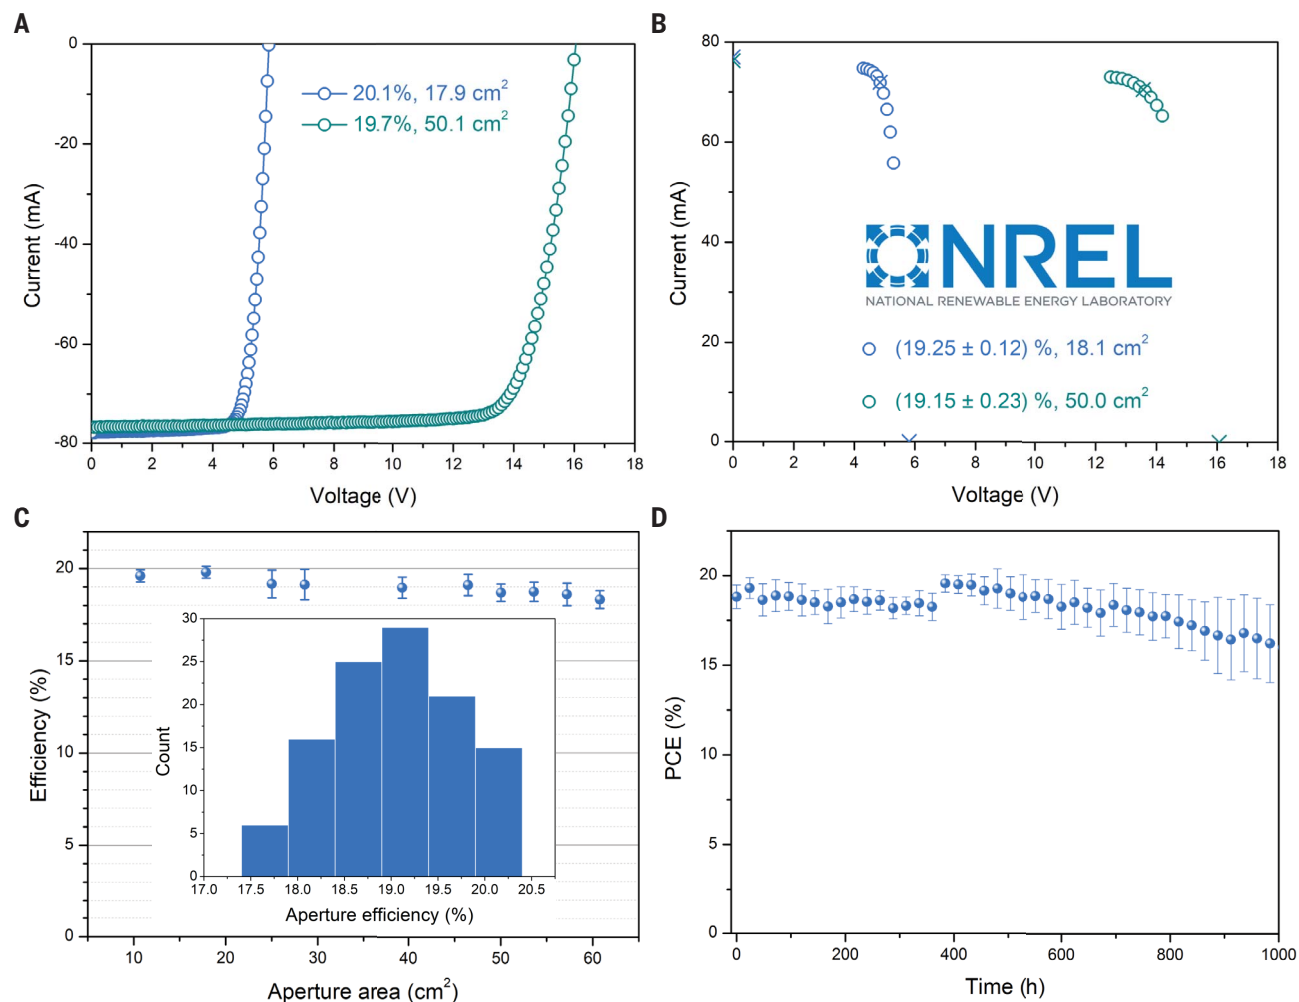 A
0
-20
-40
-60
-80
Current (mA)
20.1%, 17.9 cm²
19.7%, 50.1 cm²
0 2 4 6 8 10 12 14 16 18
Voltage (V)
B
80
60
40
20
0
Current (mA)
NREL
NATIONAL RENEWABLE ENERGY LABORATORY
(19.25 ± 0.12) %, 18.1 cm²
(19.15 ± 0.23) %, 50.0 cm²
0 2 4 6 8 10 12 14 16 18
Voltage (V)
C
20
15
10
5
0
Efficiency (%)
30
25
20
15
10
5
0
Count
17.0 17.5 18.0 18.5 19.0 19.5 20.0 20.5
Aperture efficiency (%)
10 20 30 40 50 60
Aperture area (cm²)
D
20
15
10
5
0
PCE (%)
0 200 400 600 800 1000
Time (h)